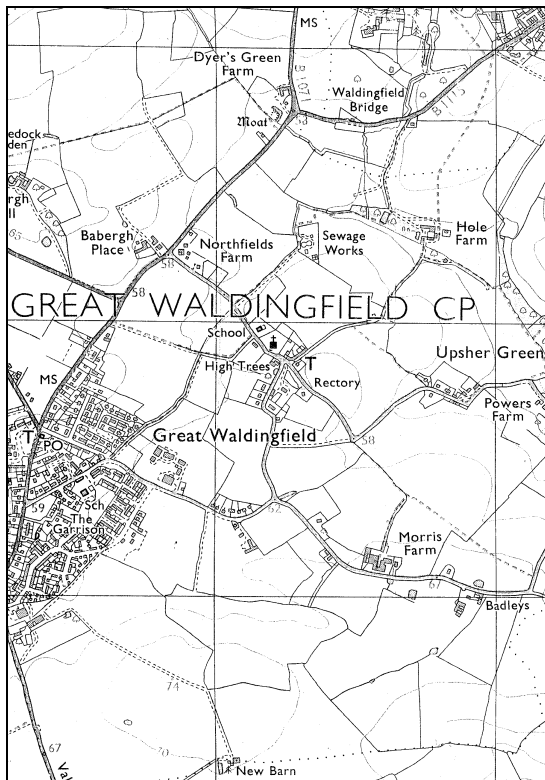 MS
Dyer's Green
Farm
B 1107
Waldingfield
Bridge
B 1115
Moat
Hole
Farm
Babergh
Place
Northfields
Farm
Sewage
Works
65
58
58
GREAT WALDINGFIELD CP
School
High Trees
T
Rectory
Upsher Green
Powers
Farm
MS
T
PO
Great Waldingfield
58
59
Sch
The
Garrison
62
Morris
Farm
67
Badleys
74
70
67
New Barn